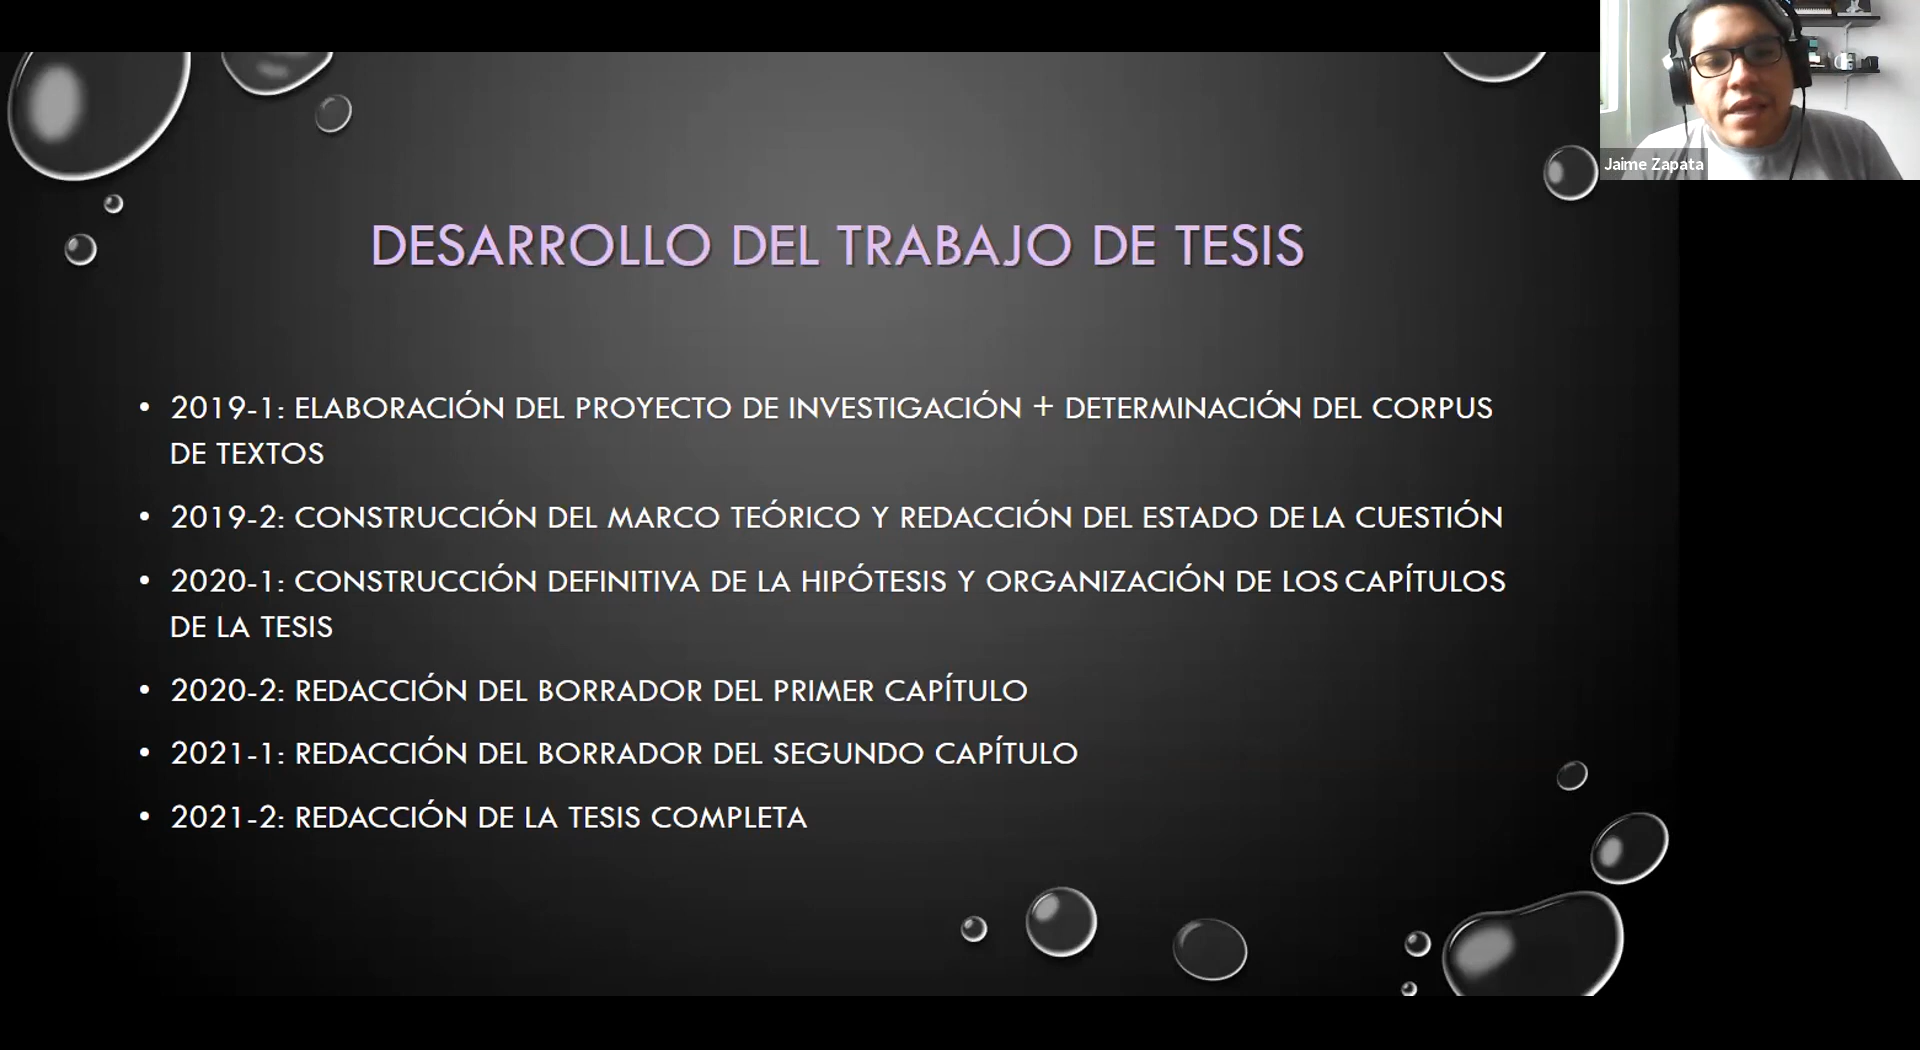 Jaime Zapata
DESARROLLO DEL TRABAJO DE TESIS
• 2019-1: ELABORACIÓN DEL PROYECTO DE INVESTIGACIÓN + DETERMINACIÓN DEL CORPUS
DE TEXTOS
• 2019-2: CONSTRUCCIÓN DEL MARCO TEÓRICO Y REDACCIÓN DEL ESTADO DE LA CUESTIÓN
• 2020-1: CONSTRUCCIÓN DEFINITIVA DE LA HIPÓTESIS Y ORGANIZACIÓN DE LOS CAPÍTULOS
DE LA TESIS
• 2020-2: REDACCIÓN DEL BORRADOR DEL PRIMER CAPÍTULO
• 2021-1: REDACCIÓN DEL BORRADOR DEL SEGUNDO CAPÍTULO
• 2021-2: REDACCIÓN DE LA TESIS COMPLETA